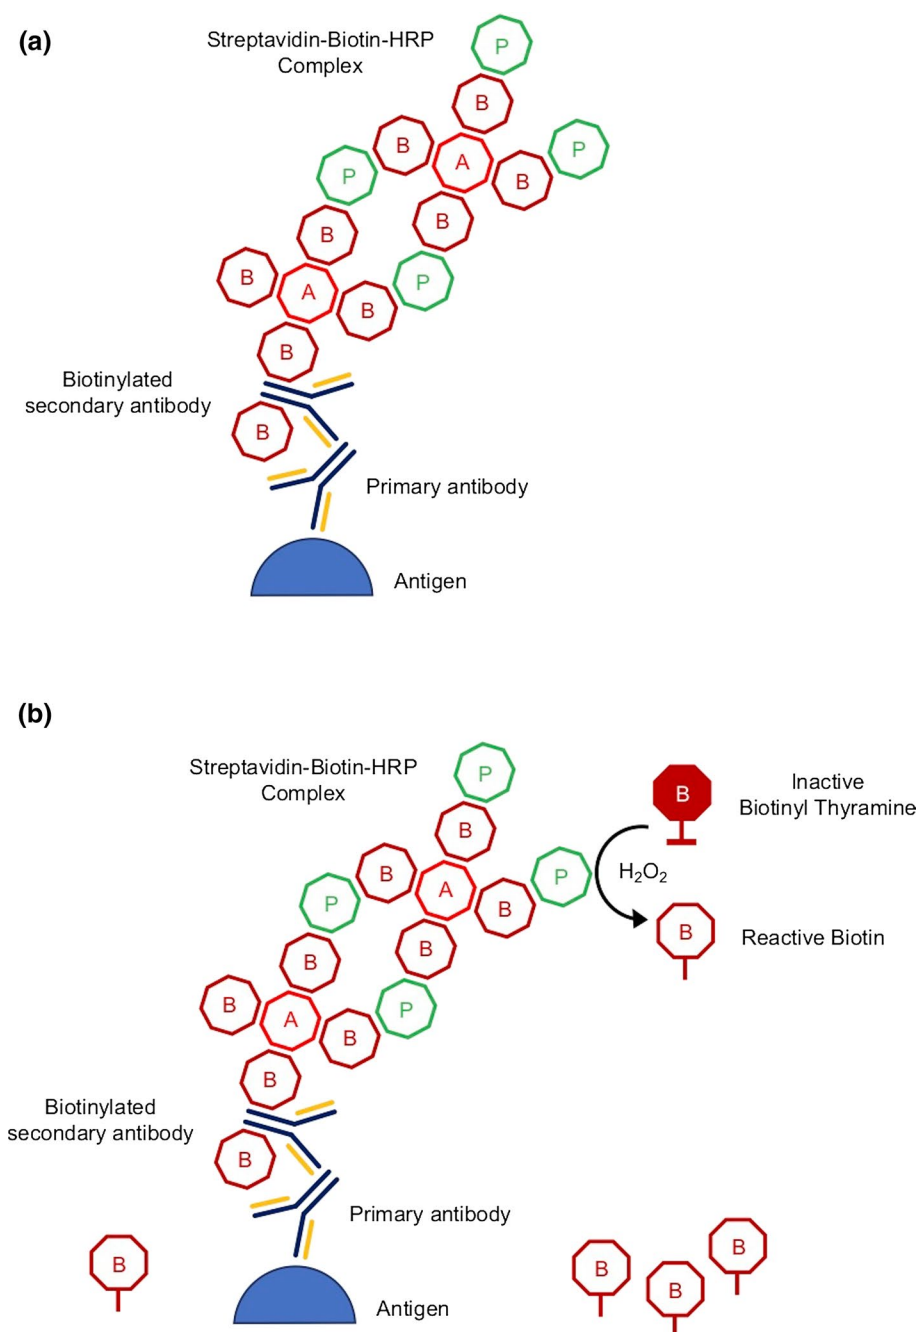 (a)
Streptavidin-Biotin-HRP
Complex
P
B
B
A
P
P
B
B
B
B
A
B
P
B
Biotinylated
secondary antibody
B
Primary antibody
Antigen
(b)
Streptavidin-Biotin-HRP
Complex
P
B
Inactive
Biotinyl Thyramine
B
B
A
P
H₂O₂
P
B
B
Reactive Biotin
B
B
B
A
B
P
B
Biotinylated
secondary antibody
B
Primary antibody
B
B
B
B
Antigen